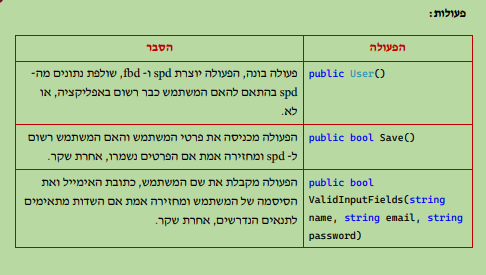 פעולות:
הפעולה
הסבר
public User()
פעולה בונה, הפעולה יוצרת spd ו- fbd, שולפת נתונים מה-
spd בהתאם להאם המשתמש כבר רשום באפליקציה, או
לא.
public bool Save()
הפעולה מכניסה את פרטי המשתמש והאם המשתמש רשום
ל- spd ומחזירה אמת אם הפרטים נשמרו, אחרת שקר.
public bool
ValidInputFields(string
name, string email, string
password)
הפעולה מקבלת את שם המשתמש, כתובת האימייל ואת
הסיסמה של המשתמש ומחזירה אמת אם השדות מתאימים
לתנאים הנדרשים, אחרת שקר.